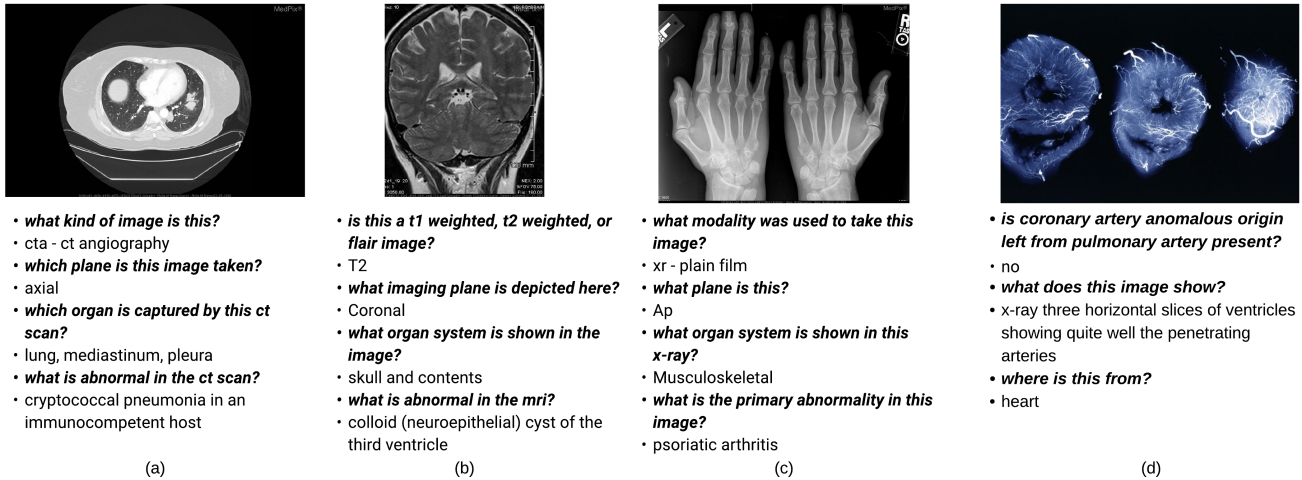 MedPix®
• what kind of image is this?
• cta - ct angiography
• which plane is this image taken?
• axial
• which organ is captured by this ct
scan?
• lung, mediastinum, pleura
• what is abnormal in the ct scan?
• cryptococcal pneumonia in an
immunocompetent host
(a)
• is this a t1 weighted, t2 weighted, or
flair image?
• T2
• what imaging plane is depicted here?
• Coronal
• what organ system is shown in the
image?
• skull and contents
• what is abnormal in the mri?
• colloid (neuroepithelial) cyst of the
third ventricle
(b)
MedPix®
L
R
• what modality was used to take this
image?
• xr - plain film
• what plane is this?
• Ap
• what organ system is shown in this
x-ray?
• Musculoskeletal
• what is the primary abnormality in this
image?
• psoriatic arthritis
(c)
• is coronary artery anomalous origin
left from pulmonary artery present?
• no
• what does this image show?
• x-ray three horizontal slices of ventricles
showing quite well the penetrating
arteries
• where is this from?
• heart
(d)